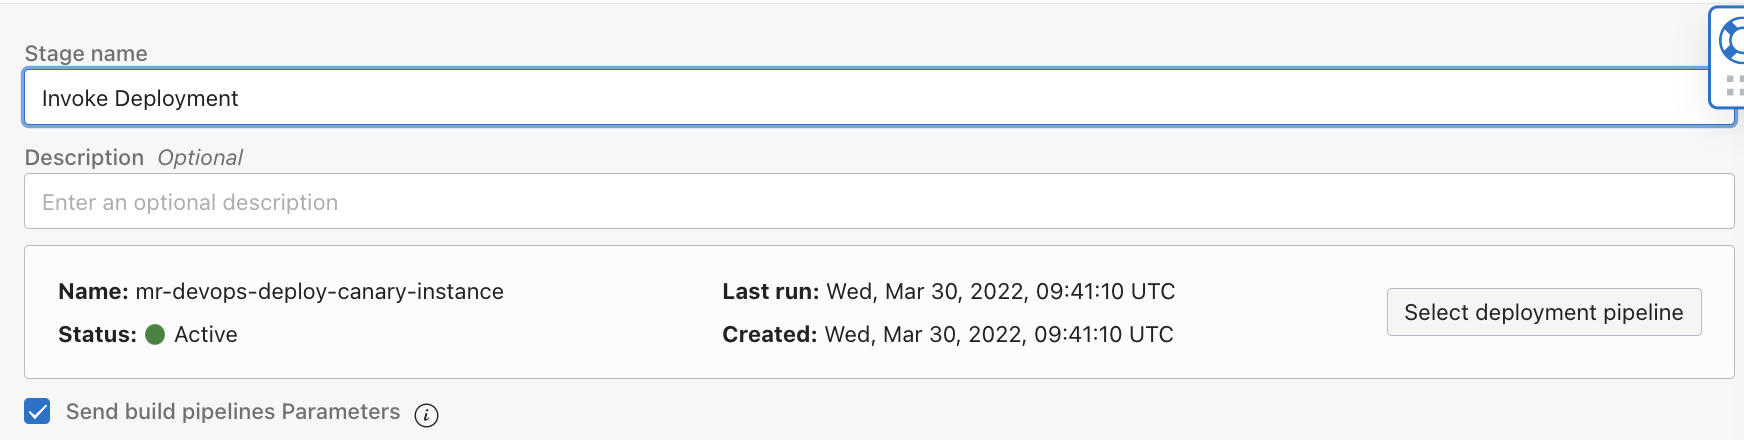 Stage name
Invoke Deployment
Description Optional
Enter an optional description
Name: mr-devops-deploy-canary-instance
Last run: Wed, Mar 30, 2022, 09:41:10 UTC
Select deployment pipeline
Status: Active
Created: Wed, Mar 30, 2022, 09:41:10 UTC
Send build pipelines Parameters